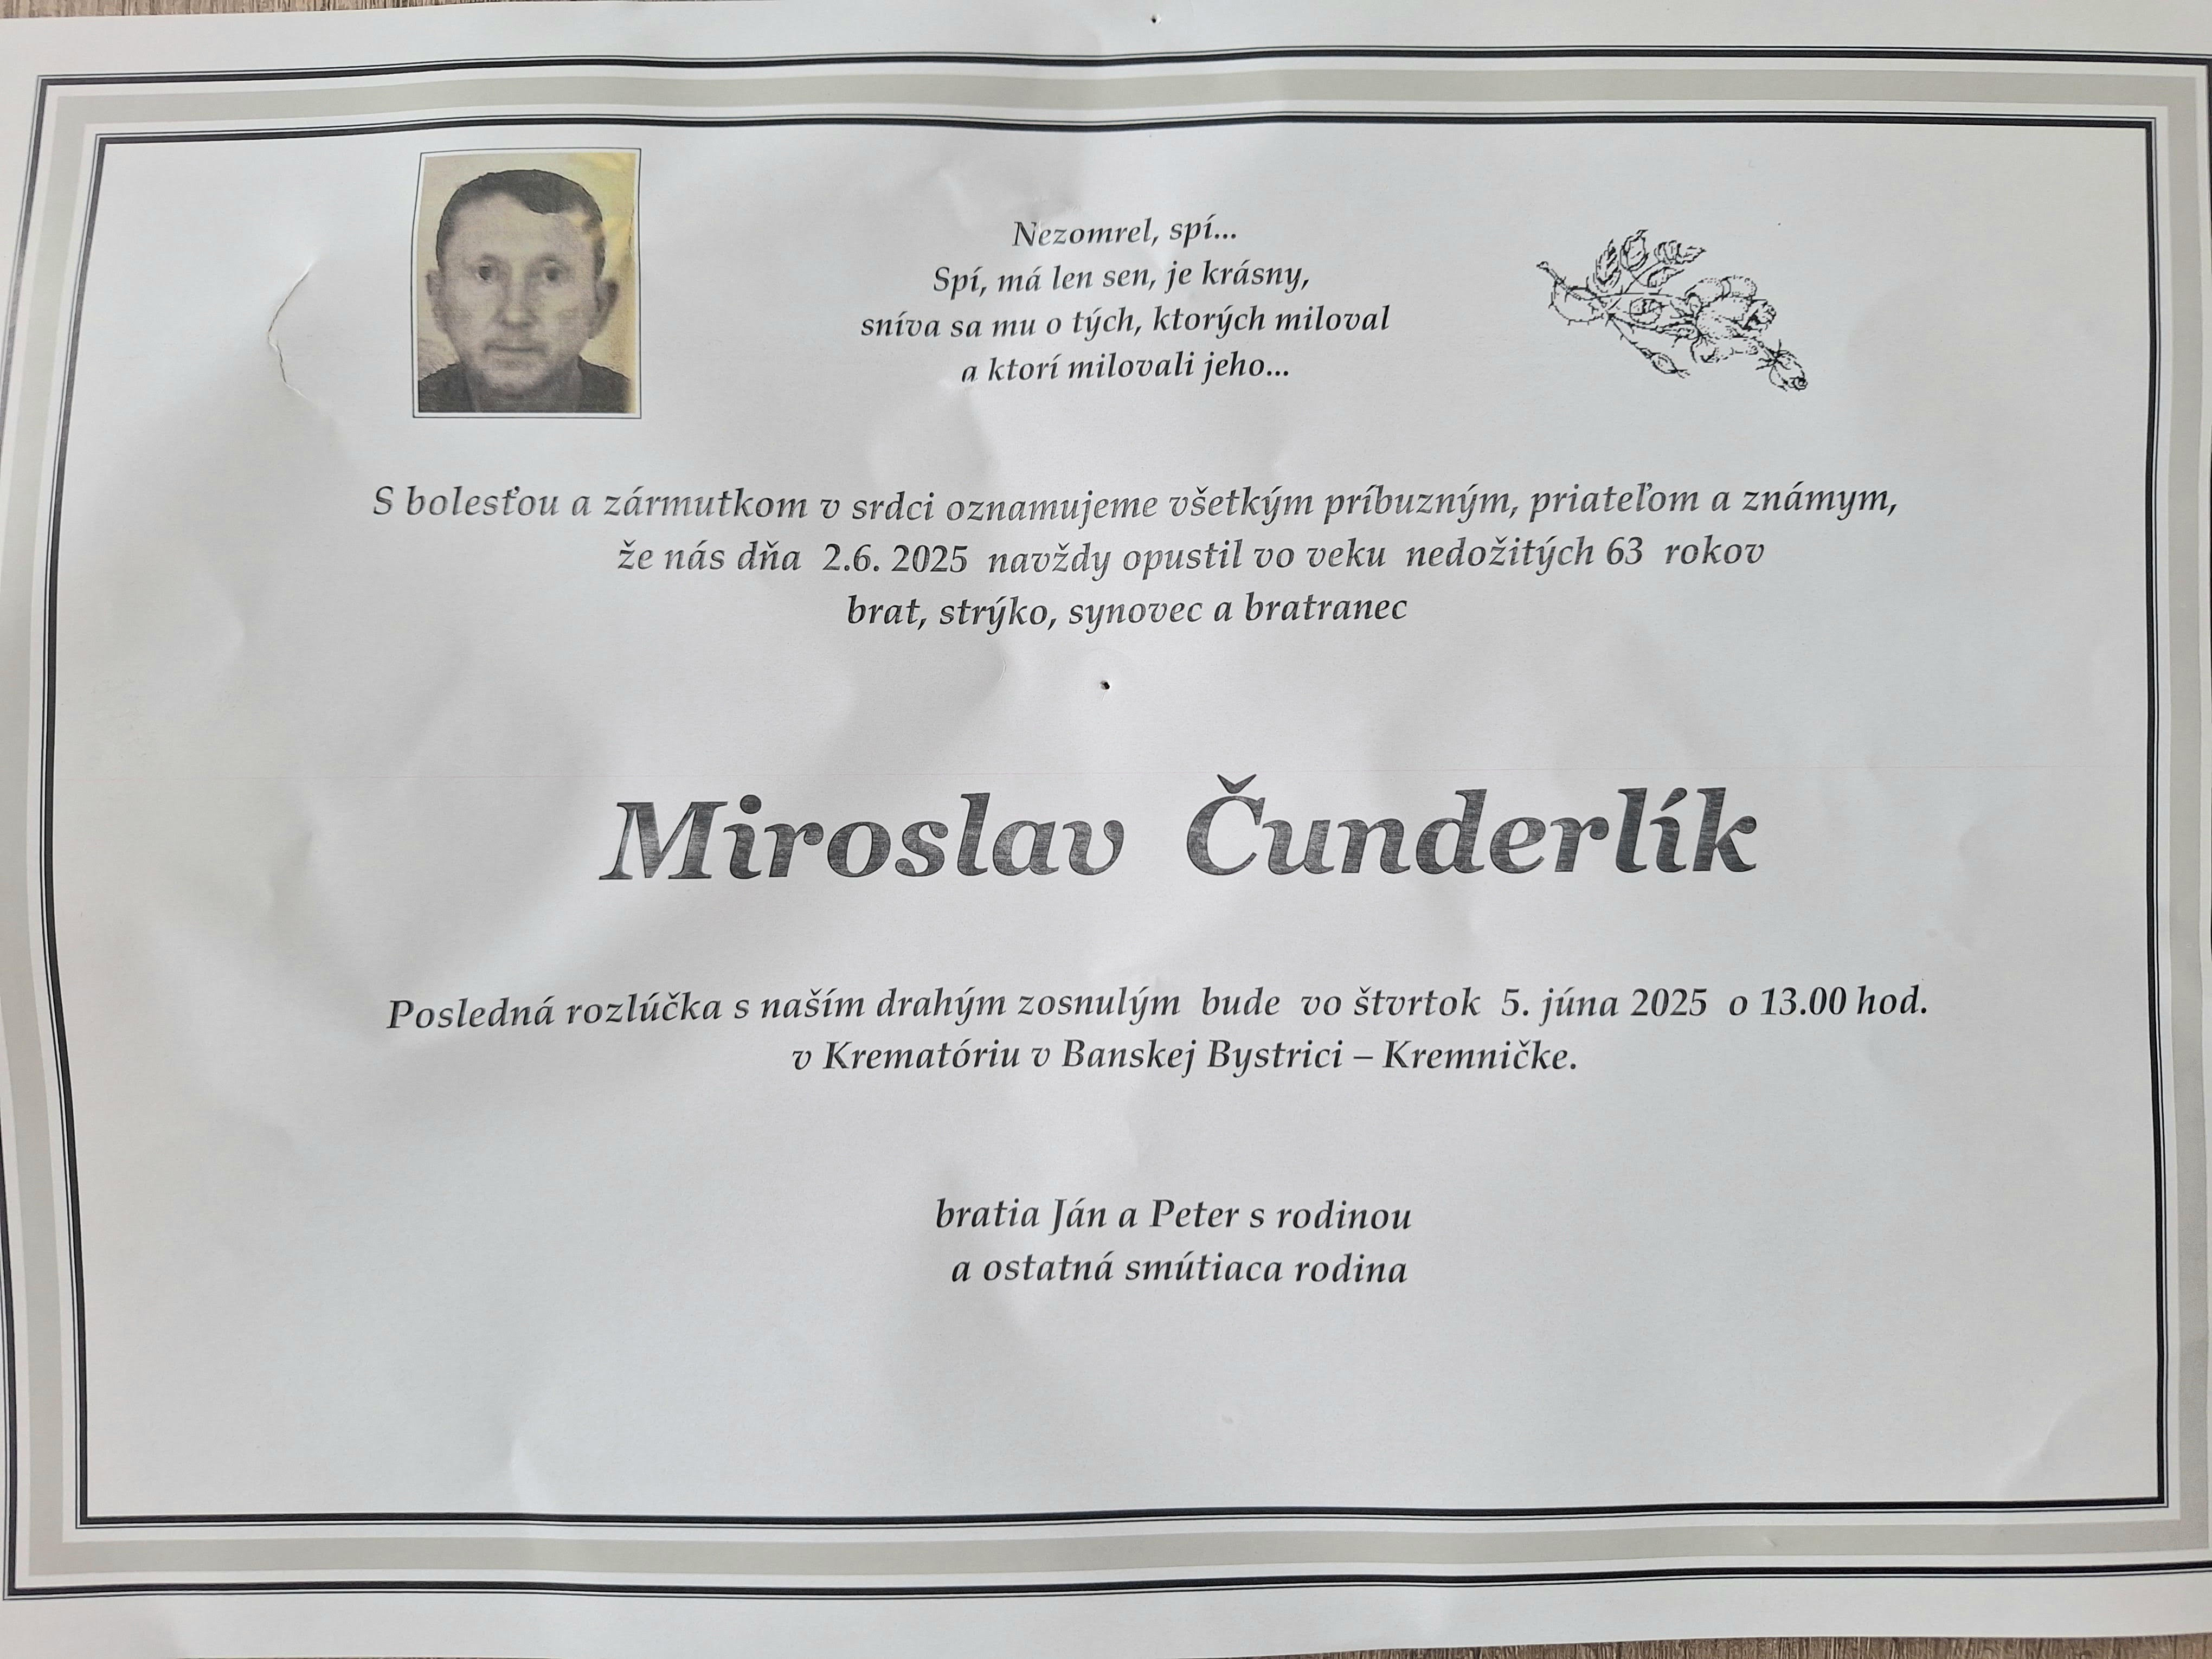 Nezomrel, spí...
Spí, má len sen, je krásny,
sníva sa mu o tých, ktorých miloval
a ktorí milovali jeho...
S bolesťou a zármutkom v srdci oznamujeme všetkým príbuzným, priateľom a známym,
že nás dňa 2.6. 2025 navždy opustil vo veku nedožitých 63 rokov
brat, strýko, synovec a bratranec
Miroslav Čunderlík
Posledná rozlúčka s naším drahým zosnulým bude vo štvrtok 5. júna 2025 o 13.00 hod.
v Krematóriu v Banskej Bystrici – Kremničke.
bratia Ján a Peter s rodinou
a ostatná smútiaca rodina